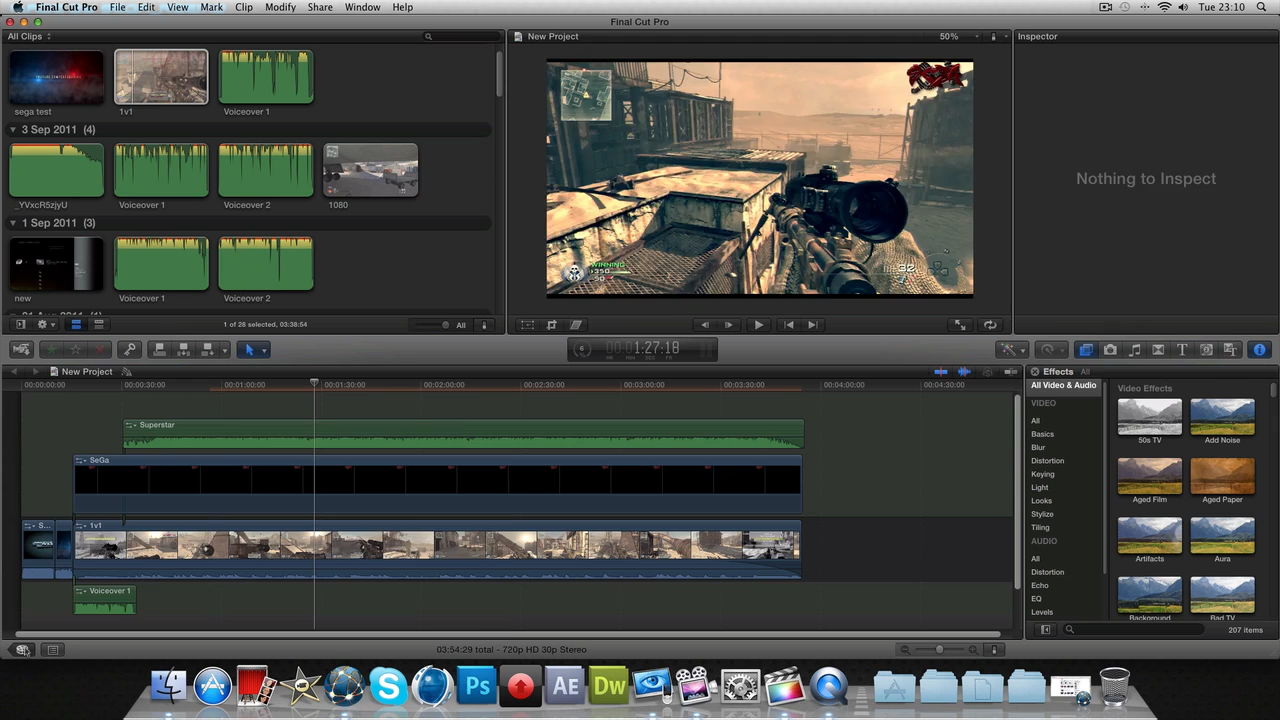 Final Cut Pro File Edit View Mark Clip Modify Share Window Help Tue 23:10
Final Cut Pro
All Clips
New Project 50%
Inspector
sega test 1v1 Voiceover 1
3 Sep 2011 (4)
_YVxcR5zjyU Voiceover 1 Voiceover 2 1080
1 Sep 2011 (3)
new Voiceover 1 Voiceover 2
WINNING
350
50
32
Nothing to Inspect
1 of 28 selected, 03:38:54 All
1:27:18
New Project
00:00:00:00 00:00:30:00 00:01:00:00 00:01:30:00 00:02:00:00 00:02:30:00 00:03:00:00 00:03:30:00 00:04:00:00 00:04:30:00
Superstar
SeGa
S... 1v1
Voiceover 1
Effects All
All Video & Audio
VIDEO
All
Basics
Blur
Distortion
Keying
Light
Looks
Stylize
Tiling
AUDIO
All
Distortion
Echo
EQ
Levels
Video Effects
50s TV Add Noise
Aged Film Aged Paper
Artifacts Aura
Background Bad TV
207 items
03:54:29 total - 720p HD 30p Stereo
Ps AE Dw